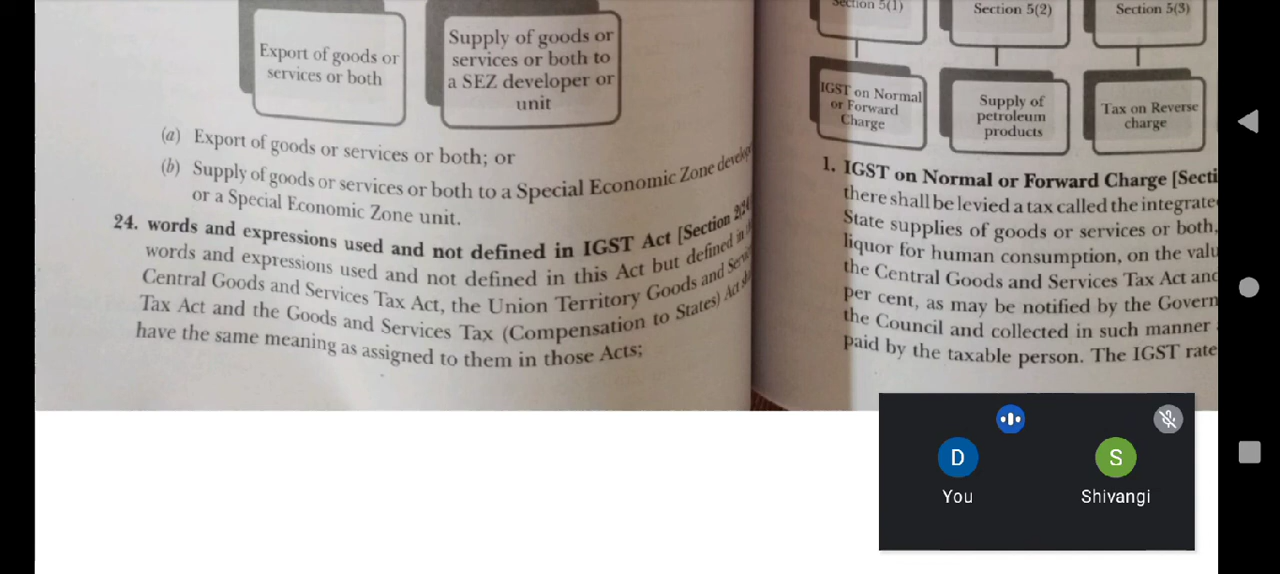 Export of goods or
services or both
Supply of goods or
services or both to
a SEZ developer or
unit
(a) Export of goods or services or both; or
(b) Supply of goods or services or both to a Special Economic Zone
or a Special Economic Zone unit.
24. words and expressions used and not defined in IGST Act [Section
words and expressions used and not defined in this Act but defined in
Central Goods and Services Tax Act, the Union Territory Goods and
Tax Act and the Goods and Services Tax (Compensation to States) Act
have the same meaning as assigned to them in those Acts;
Section 5(1)
Section 5(2)
Section 5(3)
IGST on Normal
or Forward
Charge
Supply of
petroleum
products
Tax on Reverse
charge
1. IGST on Normal or Forward Charge [Secti
there shall be levied a tax called the integrate
State supplies of goods or services or both,
liquor for human consumption, on the valu
the Central Goods and Services Tax Act and
per cent, as may be notified by the Govern
the Council and collected in such manner
paid by the taxable person. The IGST rate
D
You
S
Shivangi